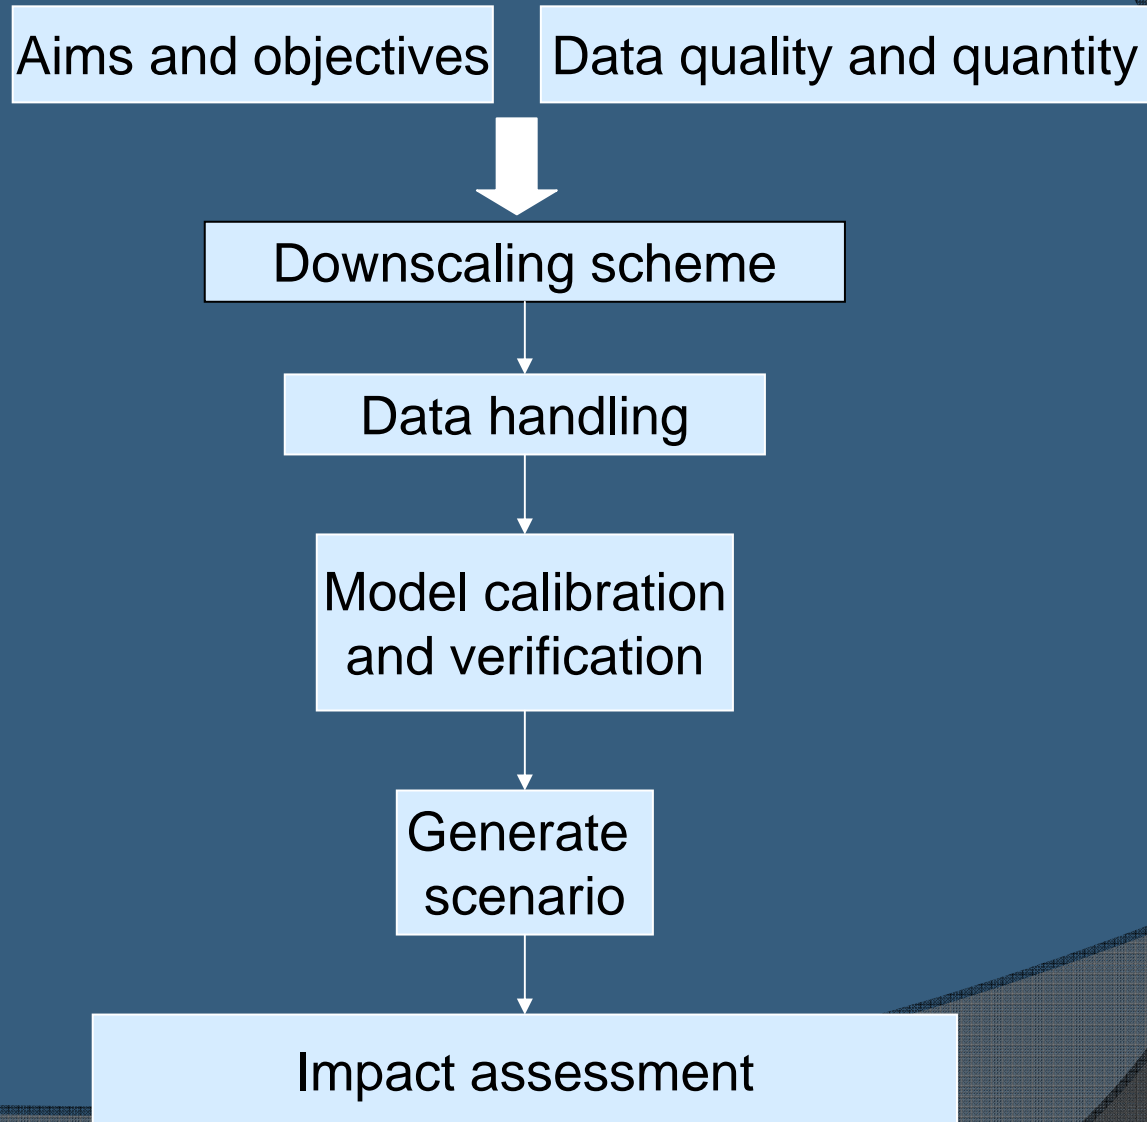 Aims and objectives
Data quality and quantity
Downscaling scheme
Data handling
Model calibration
and verification
Generate
scenario
Impact assessment